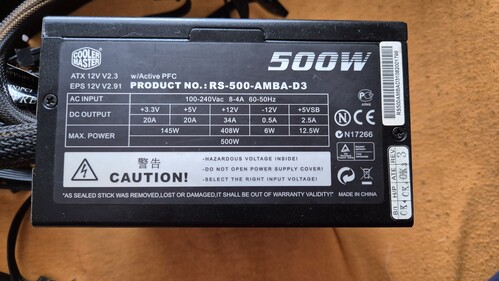 COOLER
MASTER
500W
ATX 12V V2.3
EPS 12V V2.91
w/Active PFC
PRODUCT NO.: RS-500-AMBA-D3
AC INPUT 100-240Vac 8-4A 60-50Hz
DC OUTPUT +3.3V +5V +12V -12V +5VSB
20A 20A 34A 0.5A 2.5A
MAX. POWER 145W 408W 6W 12.5W
500W
N17266
警告
CAUTION!
-HAZARDOUS VOLTAGE INSIDE!
-DO NOT OPEN POWER SUPPLY COVER!
-SELECT THE RIGHT INPUT VOLTAGE!
"AS SEALED STICK WAS REMOVED,LOST OR DAMAGED,IT SHALL BE OUT OF WARRANTY" MADE IN CHINA
B/I HI/P ATE REV